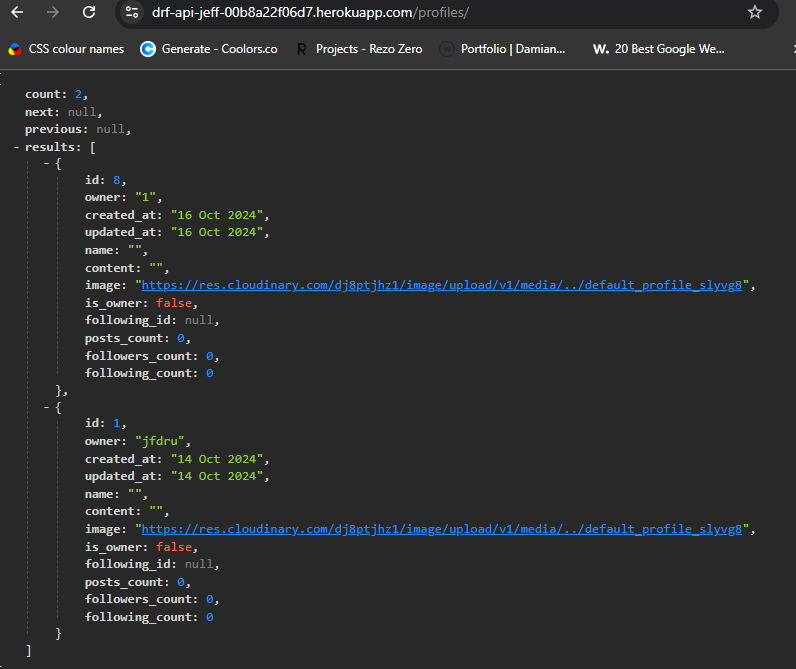 drf-api-jeff-00b8a22f06d7.herokuapp.com/profiles/
CSS colour names Generate - Coolors.co Projects - Rezo Zero Portfolio | Damian... W. 20 Best Google We...
count: 2,
next: null,
previous: null,
- results: [
- {
id: 8,
owner: "1",
created_at: "16 Oct 2024",
updated_at: "16 Oct 2024",
name: "",
content: "",
image: "https://res.cloudinary.com/dj8ptjhz1/image/upload/v1/media/../default_profile_slyvg8",
is_owner: false,
following_id: null,
posts_count: 0,
followers_count: 0,
following_count: 0
},
- {
id: 1,
owner: "jfdru",
created_at: "14 Oct 2024",
updated_at: "14 Oct 2024",
name: "",
content: "",
image: "https://res.cloudinary.com/dj8ptjhz1/image/upload/v1/media/../default_profile_slyvg8",
is_owner: false,
following_id: null,
posts_count: 0,
followers_count: 0,
following_count: 0
}
]